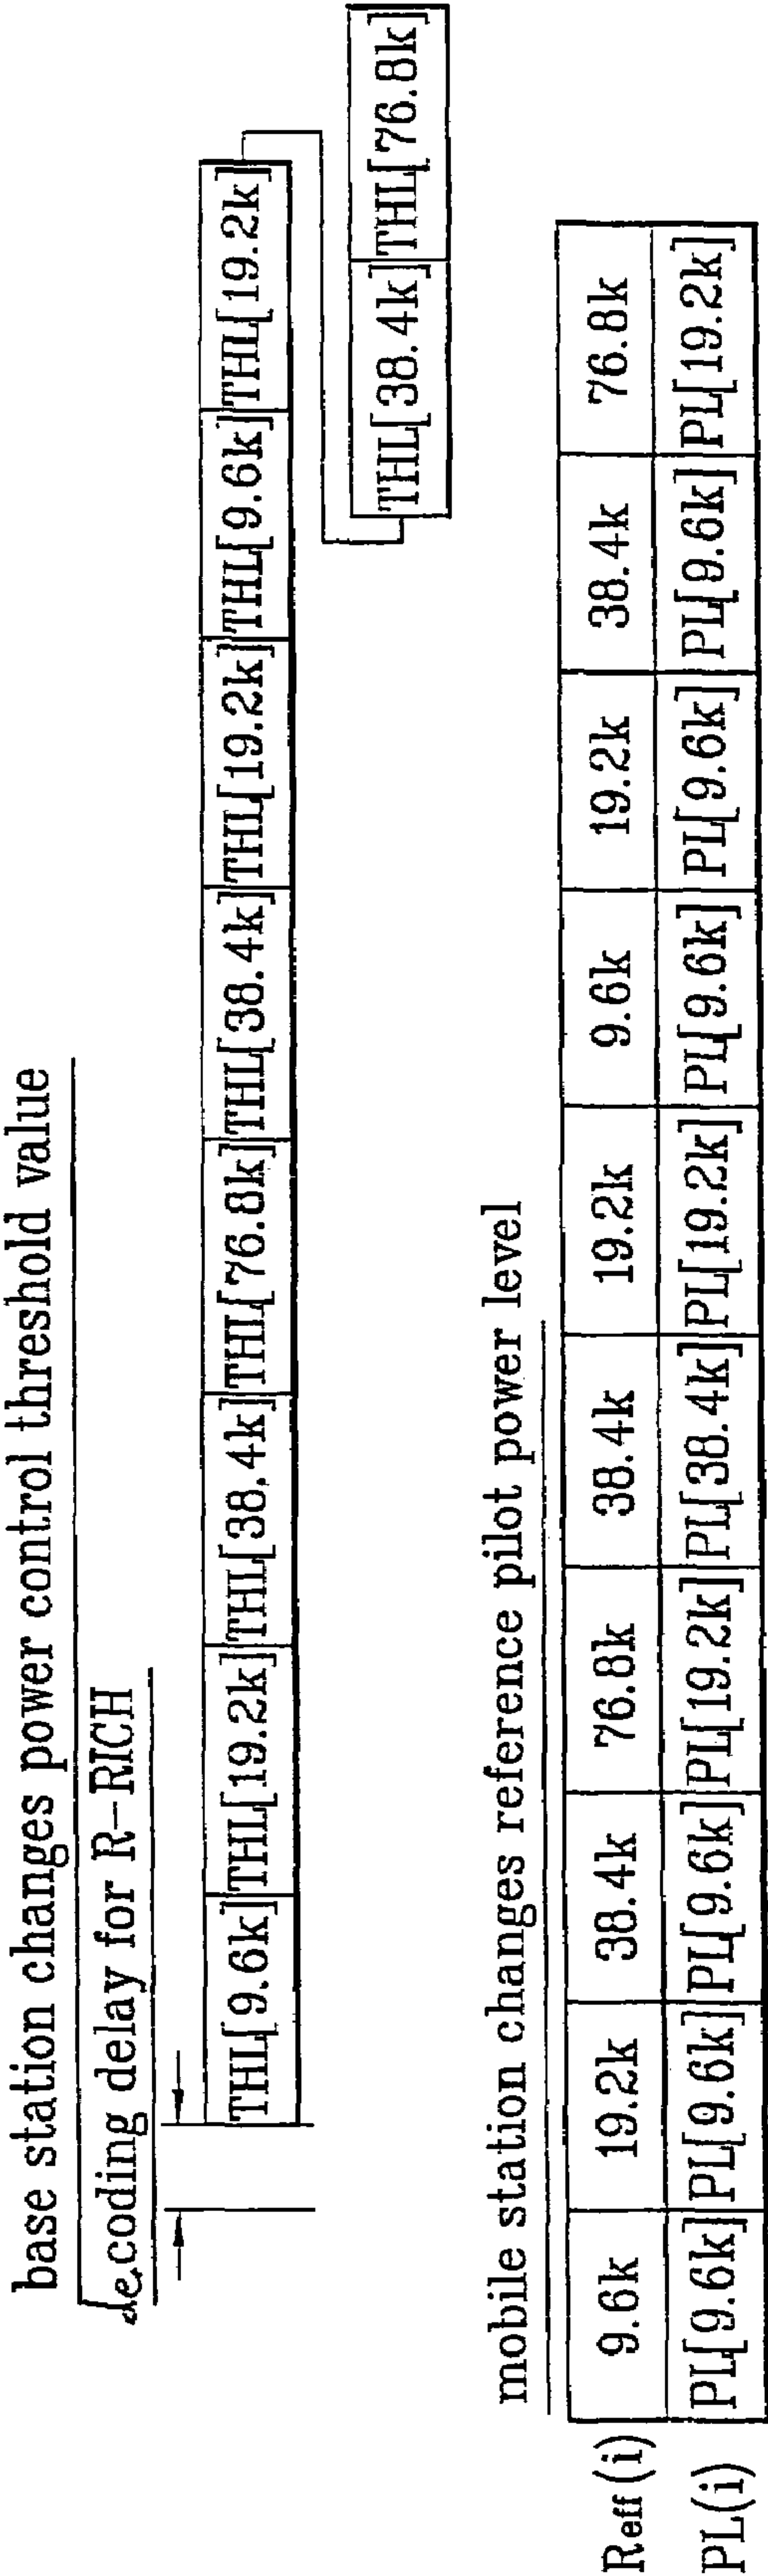 base station changes power control threshold value
decoding delay for R-RICH
THL[9.6k] THL[19.2k] THL[38.4k] THL[76.8k] THL[38.4k] THL[19.2k] THL[9.6k] THL[19.2k]
THL[38.4k] THL[76.8k]
mobile station changes reference pilot power level
Reff(i) 9.6k 19.2k 38.4k 76.8k 38.4k 19.2k 9.6k 19.2k 38.4k 76.8k
PL(i) PL[9.6k] PL[9.6k] PL[9.6k] PL[19.2k] PL[38.4k] PL[19.2k] PL[9.6k] PL[9.6k] PL[9.6k] PL[19.2k]